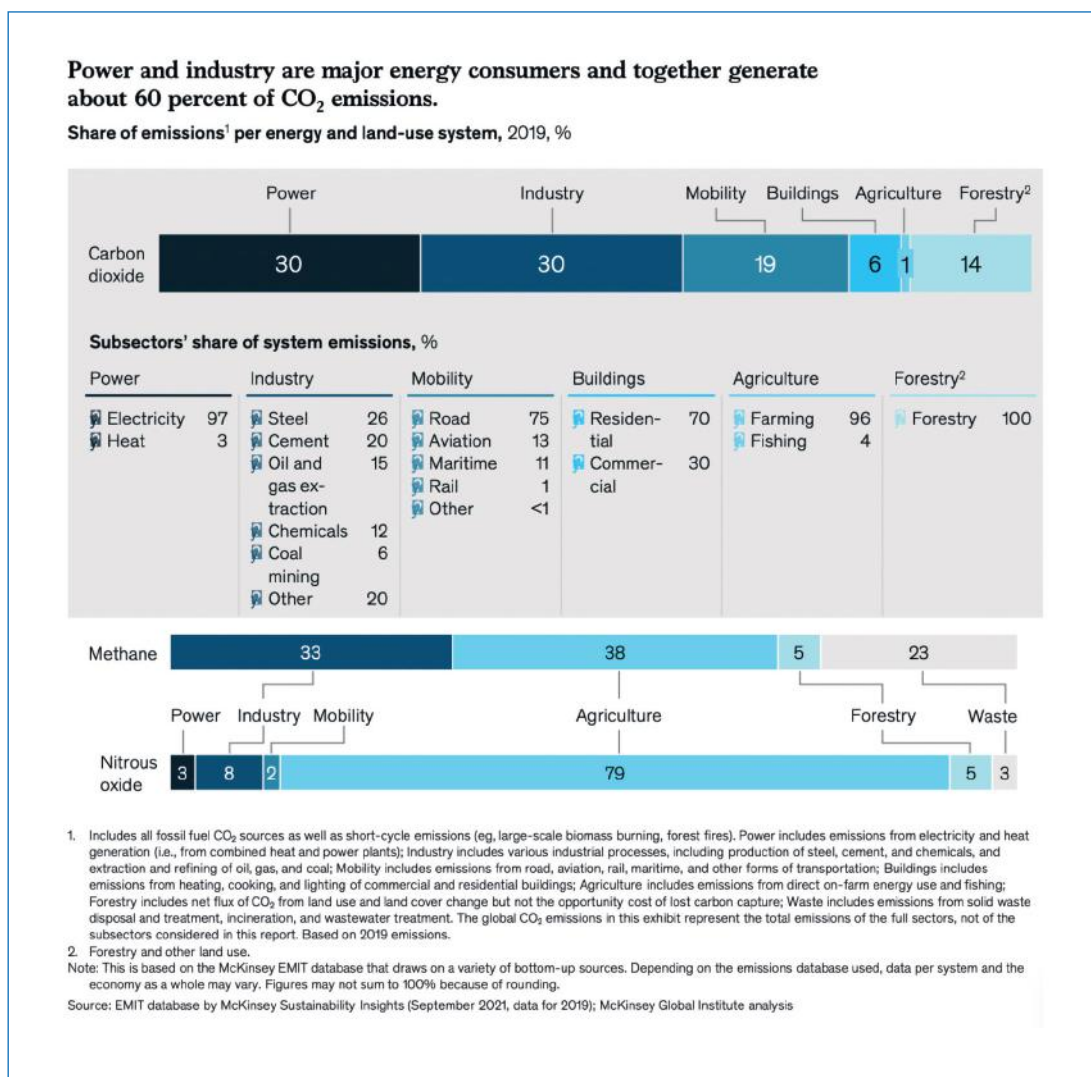 Power and industry are major energy consumers and together generate
about 60 percent of CO₂ emissions.
Share of emissions¹ per energy and land-use system, 2019, %
Power Industry Mobility Buildings Agriculture Forestry²
Carbon
dioxide
30 30 19 6 1 14
Subsectors' share of system emissions, %
Power
Electricity 97
Heat 3
Industry
Steel 26
Cement 20
Oil and 15
gas ex-
traction
Chemicals 12
Coal 6
mining
Other 20
Mobility
Road 75
Aviation 13
Maritime 11
Rail 1
Other <1
Buildings
Residen- 70
tial
Commer- 30
cial
Agriculture
Farming 96
Fishing 4
Forestry²
Forestry 100
Methane 33 38 5 23
Power Industry Mobility Agriculture Forestry Waste
Nitrous
oxide
3 8 2 79 5 3
1. Includes all fossil fuel CO₂ sources as well as short-cycle emissions (eg, large-scale biomass burning, forest fires). Power includes emissions from electricity and heat
generation (i.e., from combined heat and power plants); Industry includes various industrial processes, including production of steel, cement, and chemicals, and
extraction and refining of oil, gas, and coal; Mobility includes emissions from road, aviation, rail, maritime, and other forms of transportation; Buildings includes
emissions from heating, cooking, and lighting of commercial and residential buildings; Agriculture includes emissions from direct on-farm energy use and fishing;
Forestry includes net flux of CO₂ from land use and land cover change but not the opportunity cost of lost carbon capture; Waste includes emissions from solid waste
disposal and treatment, incineration, and wastewater treatment. The global CO₂ emissions in this exhibit represent the total emissions of the full sectors, not of the
subsectors considered in this report. Based on 2019 emissions.
2. Forestry and other land use.
Note: This is based on the McKinsey EMIT database that draws on a variety of bottom-up sources. Depending on the emissions database used, data per system and the
economy as a whole may vary. Figures may not sum to 100% because of rounding.
Source: EMIT database by McKinsey Sustainability Insights (September 2021, data for 2019); McKinsey Global Institute analysis